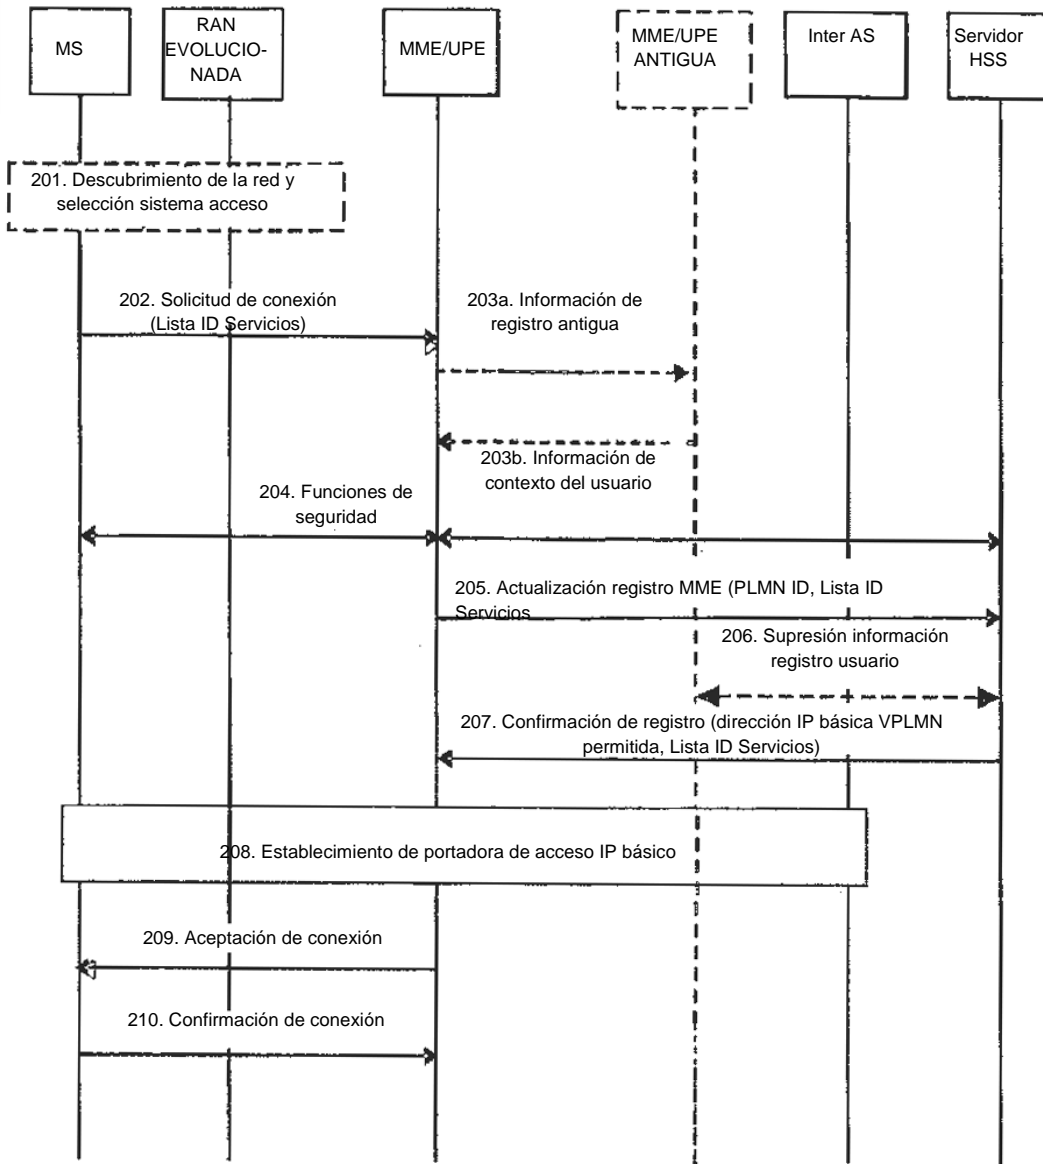 MS
RAN
EVOLUCIO-
NADA
MME/UPE
MME/UPE
ANTIGUA
Inter AS
Servidor
HSS
201. Descubrimiento de la red y
selección sistema acceso
202. Solicitud de conexión
(Lista ID Servicios)
203a. Información de
registro antigua
203b. Información de
contexto del usuario
204. Funciones de
seguridad
205. Actualización registro MME (PLMN ID, Lista ID
Servicios
206. Supresión información
registro usuario
207. Confirmación de registro (dirección IP básica VPLMN
permitida, Lista ID Servicios)
208. Establecimiento de portadora de acceso IP básico
209. Aceptación de conexión
210. Confirmación de conexión